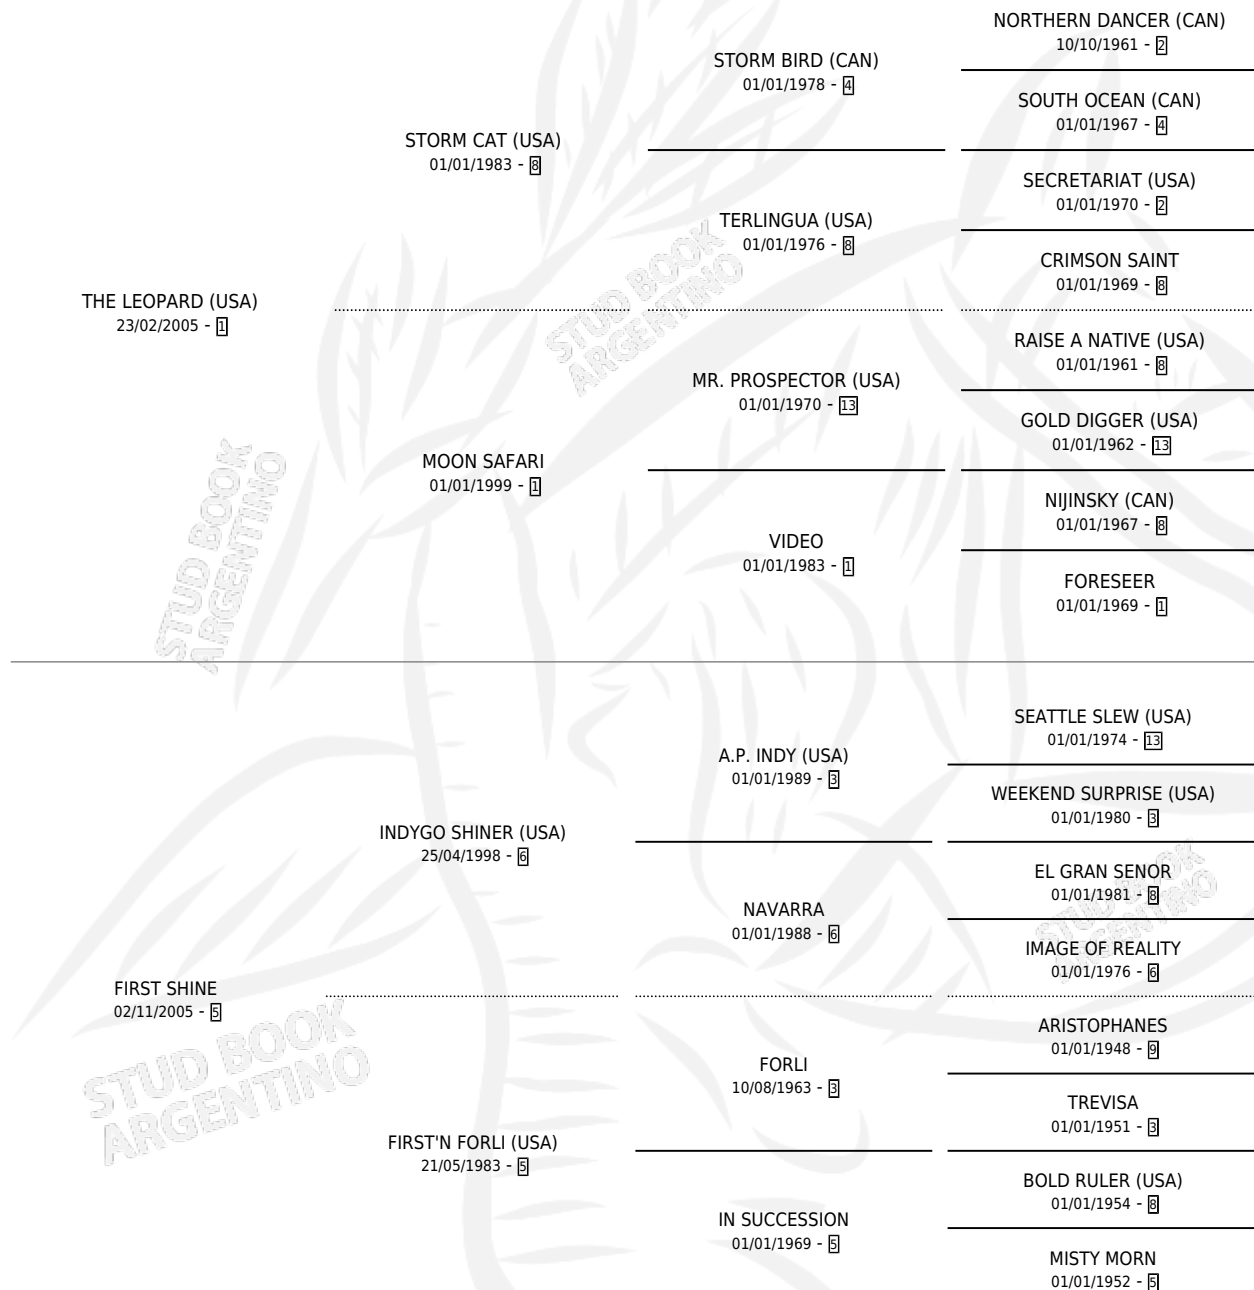 NORTHERN DANCER (CAN)
10/10/1961 - 2
STORM BIRD (CAN)
01/01/1978 - 4
SOUTH OCEAN (CAN)
01/01/1967 - 4
STORM CAT (USA)
01/01/1983 - 8
SECRETARIAT (USA)
01/01/1970 - 2
TERLINGUA (USA)
01/01/1976 - 8
CRIMSON SAINT
01/01/1969 - 8
THE LEOPARD (USA)
23/02/2005 - 1
STUD BOOK
ARGENTINO
RAISE A NATIVE (USA)
01/01/1961 - 8
MR. PROSPECTOR (USA)
01/01/1970 - 13
GOLD DIGGER (USA)
01/01/1962 - 13
MOON SAFARI
01/01/1999 - 1
NIJINSKY (CAN)
01/01/1967 - 8
VIDEO
01/01/1983 - 1
FORESEER
01/01/1969 - 1
STUD BOOK
ARGENTINO
SEATTLE SLEW (USA)
01/01/1974 - 13
A.P. INDY (USA)
01/01/1989 - 3
WEEKEND SURPRISE (USA)
01/01/1980 - 3
INDYGO SHINER (USA)
25/04/1998 - 6
EL GRAN SENOR
01/01/1981 - 8
STUD BOOK
ARGENTINO
NAVARRA
01/01/1988 - 6
IMAGE OF REALITY
01/01/1976 - 6
FIRST SHINE
02/11/2005 - 5
STUD BOOK
ARGENTINO
ARISTOPHANES
01/01/1948 - 9
FORLI
10/08/1963 - 3
TREVISA
01/01/1951 - 3
FIRST'N FORLI (USA)
21/05/1983 - 5
BOLD RULER (USA)
01/01/1954 - 8
IN SUCCESSION
01/01/1969 - 5
MISTY MORN
01/01/1952 - 5